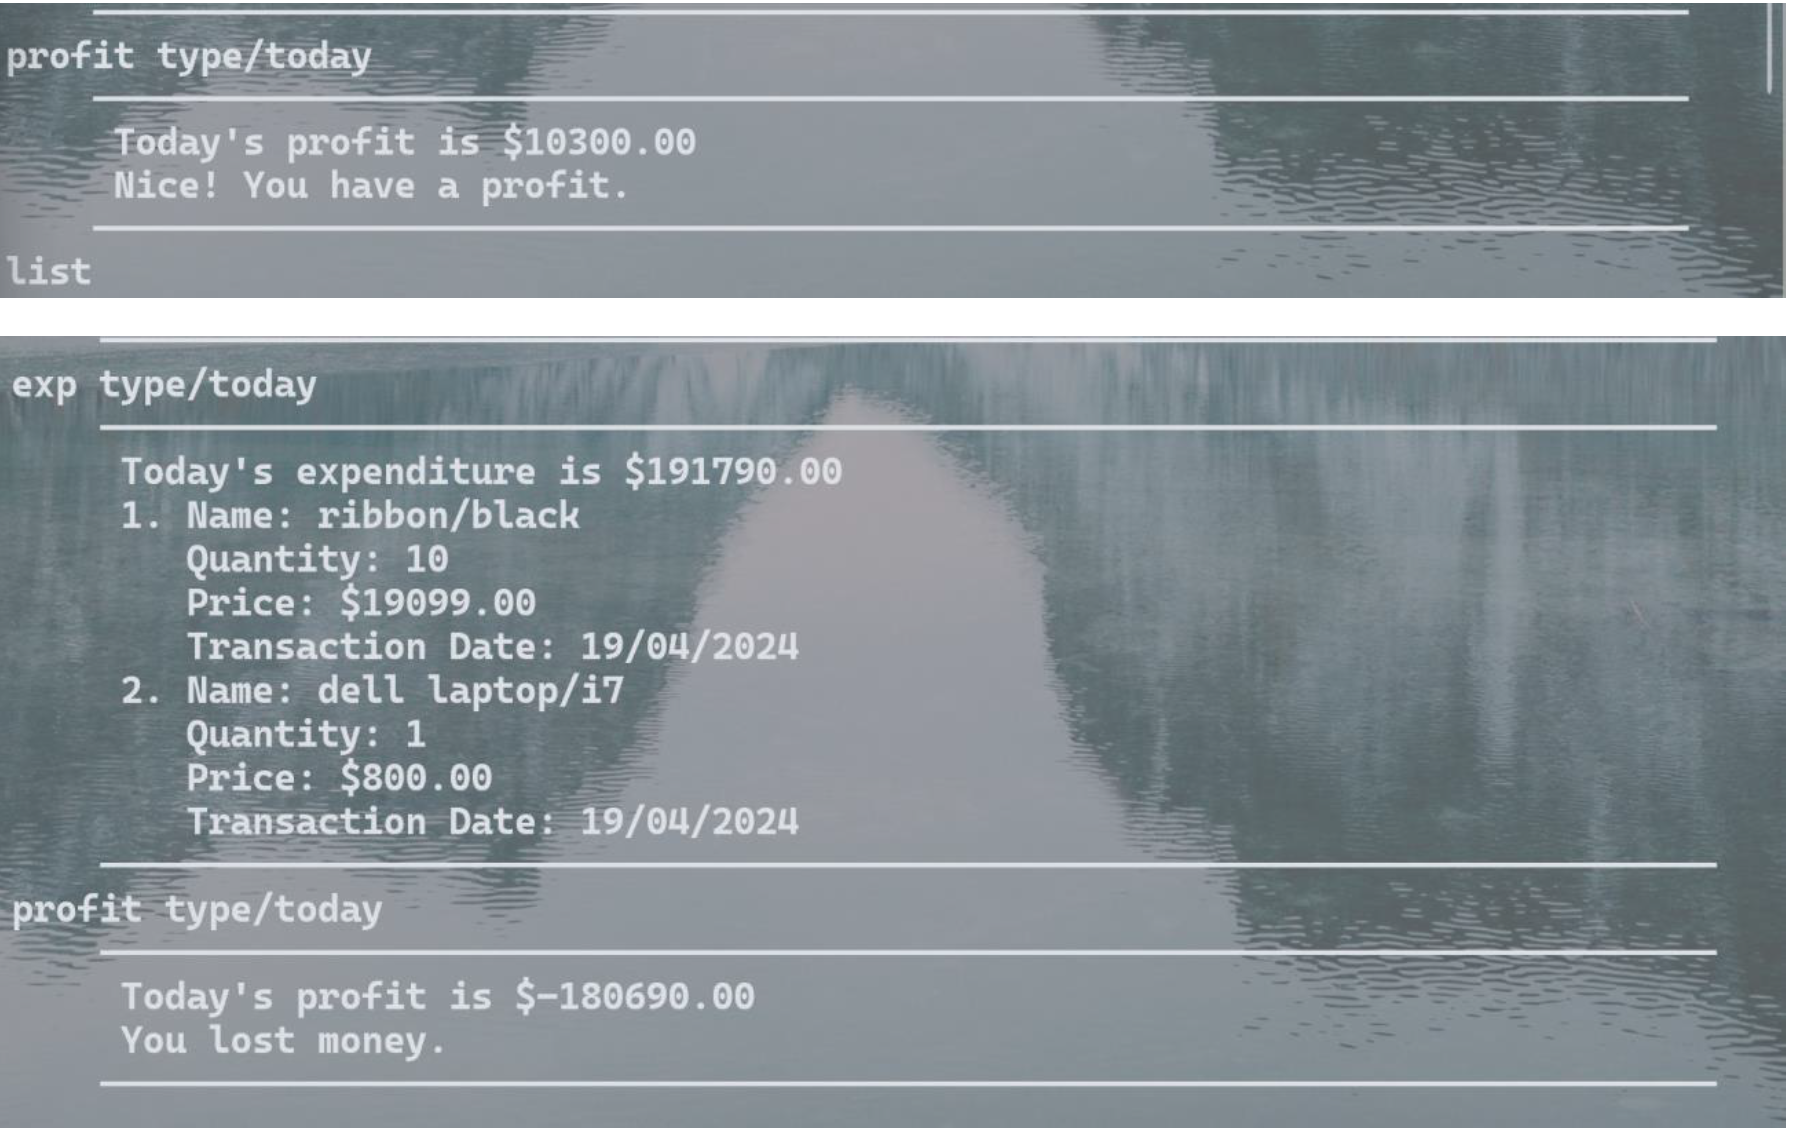 profit type/today
Today's profit is $10300.00
Nice! You have a profit.
list
exp type/today
Today's expenditure is $191790.00
1. Name: ribbon/black
Quantity: 10
Price: $19099.00
Transaction Date: 19/04/2024
2. Name: dell laptop/i7
Quantity: 1
Price: $800.00
Transaction Date: 19/04/2024
profit type/today
Today's profit is $-180690.00
You lost money.